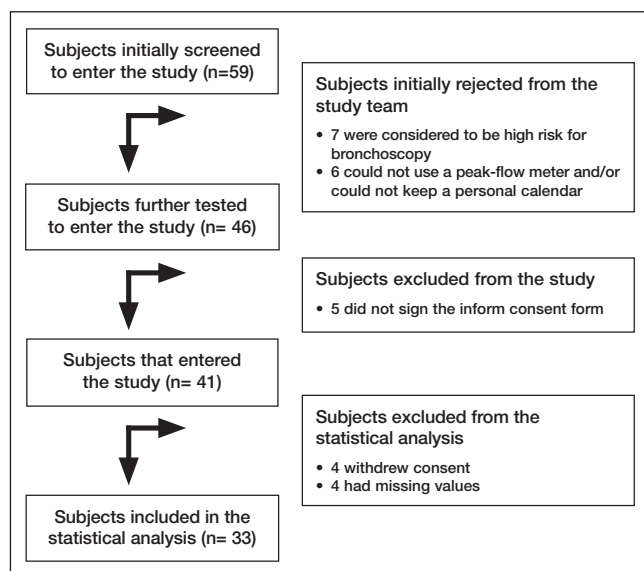 Subjects initially screened
to enter the study (n=59)
Subjects initially rejected from the
study team
• 7 were considered to be high risk for
bronchoscopy
• 6 could not use a peak-flow meter and/or
could not keep a personal calendar
Subjects further tested
to enter the study (n= 46)
Subjects excluded from the study
• 5 did not sign the inform consent form
Subjects that entered
the study (n= 41)
Subjects excluded from the
statistical analysis
• 4 withdrew consent
• 4 had missing values
Subjects included in the
statistical analysis (n= 33)